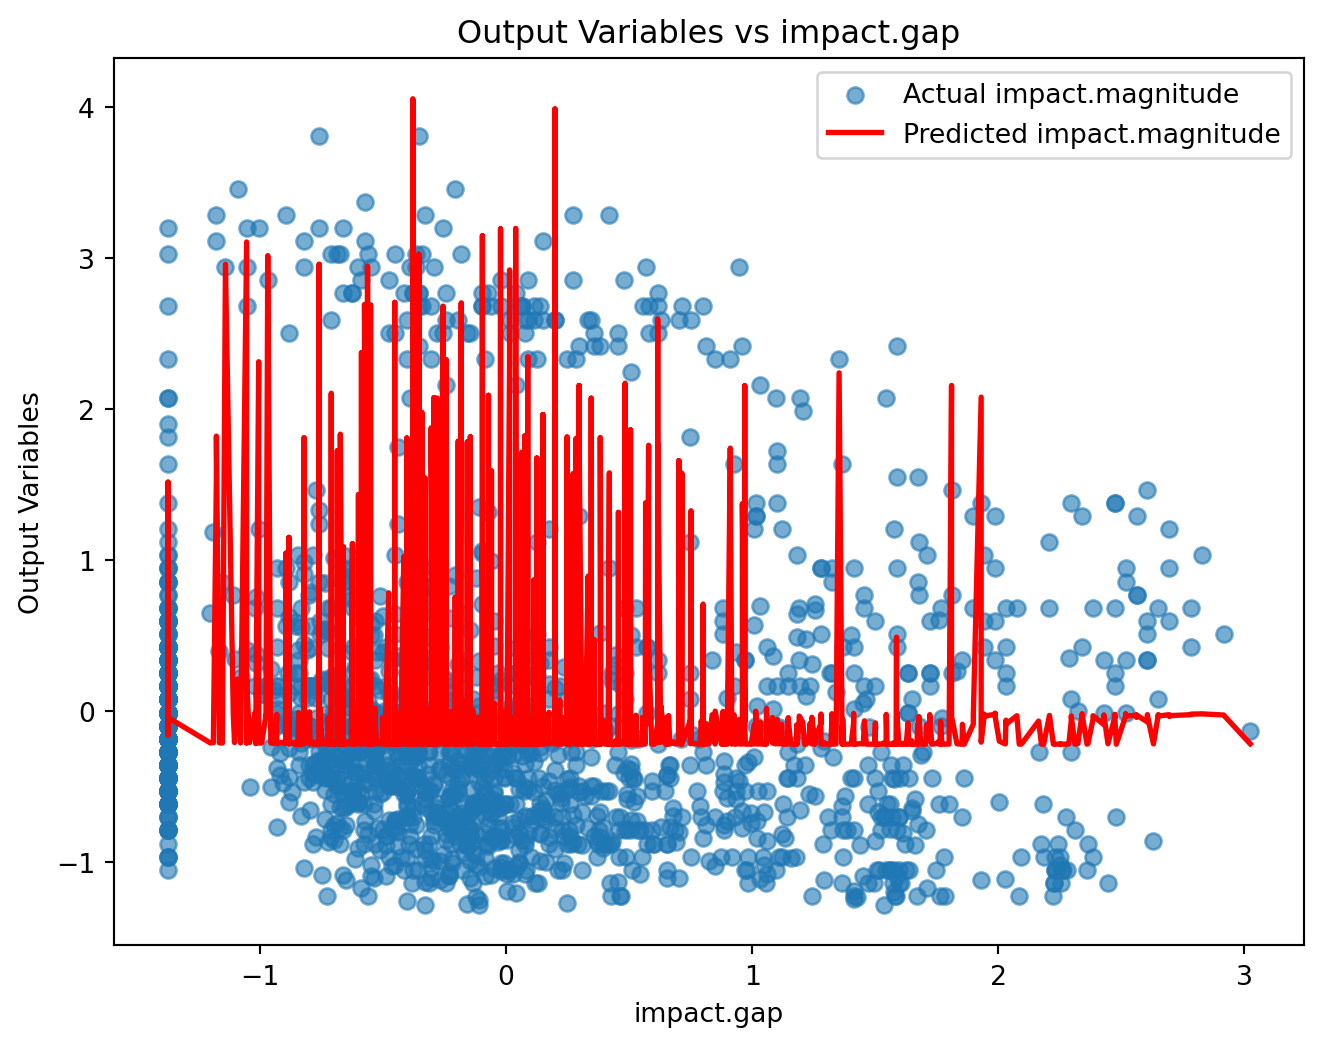 Output Variables vs impact.gap
Actual impact.magnitude
Predicted impact.magnitude
Output Variables
4
3
2
1
0
−1
−1
0
1
2
3
impact.gap